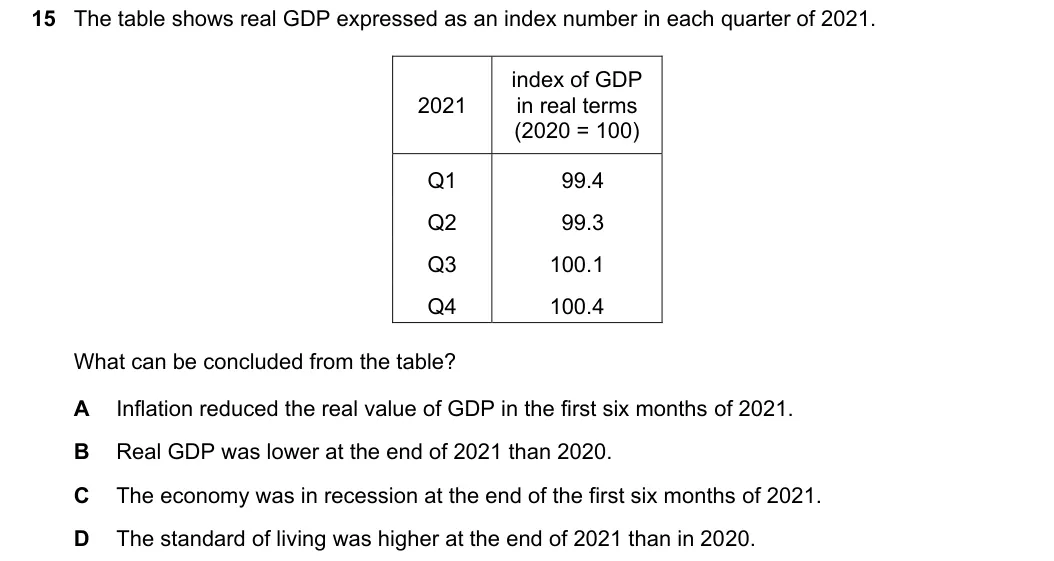 15 The table shows real GDP expressed as an index number in each quarter of 2021.
2021
index of GDP
in real terms
(2020 = 100)
Q1 99.4
Q2 99.3
Q3 100.1
Q4 100.4
What can be concluded from the table?
A Inflation reduced the real value of GDP in the first six months of 2021.
B Real GDP was lower at the end of 2021 than 2020.
C The economy was in recession at the end of the first six months of 2021.
D The standard of living was higher at the end of 2021 than in 2020.